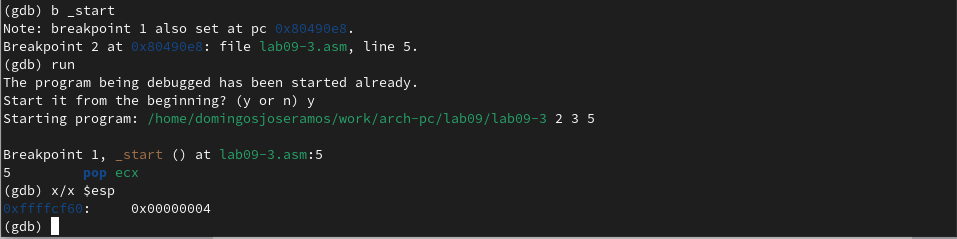 (gdb) b _start
Note: breakpoint 1 also set at pc 0x80490e8.
Breakpoint 2 at 0x80490e8: file lab09-3.asm, line 5.
(gdb) run
The program being debugged has been started already.
Start it from the beginning? (y or n) y
Starting program: /home/domingosjoseramos/work/arch-pc/lab09/lab09-3 2 3 5

Breakpoint 1, _start () at lab09-3.asm:5
5         pop ecx
(gdb) x/x $esp
0xffffcf60:     0x00000004
(gdb)